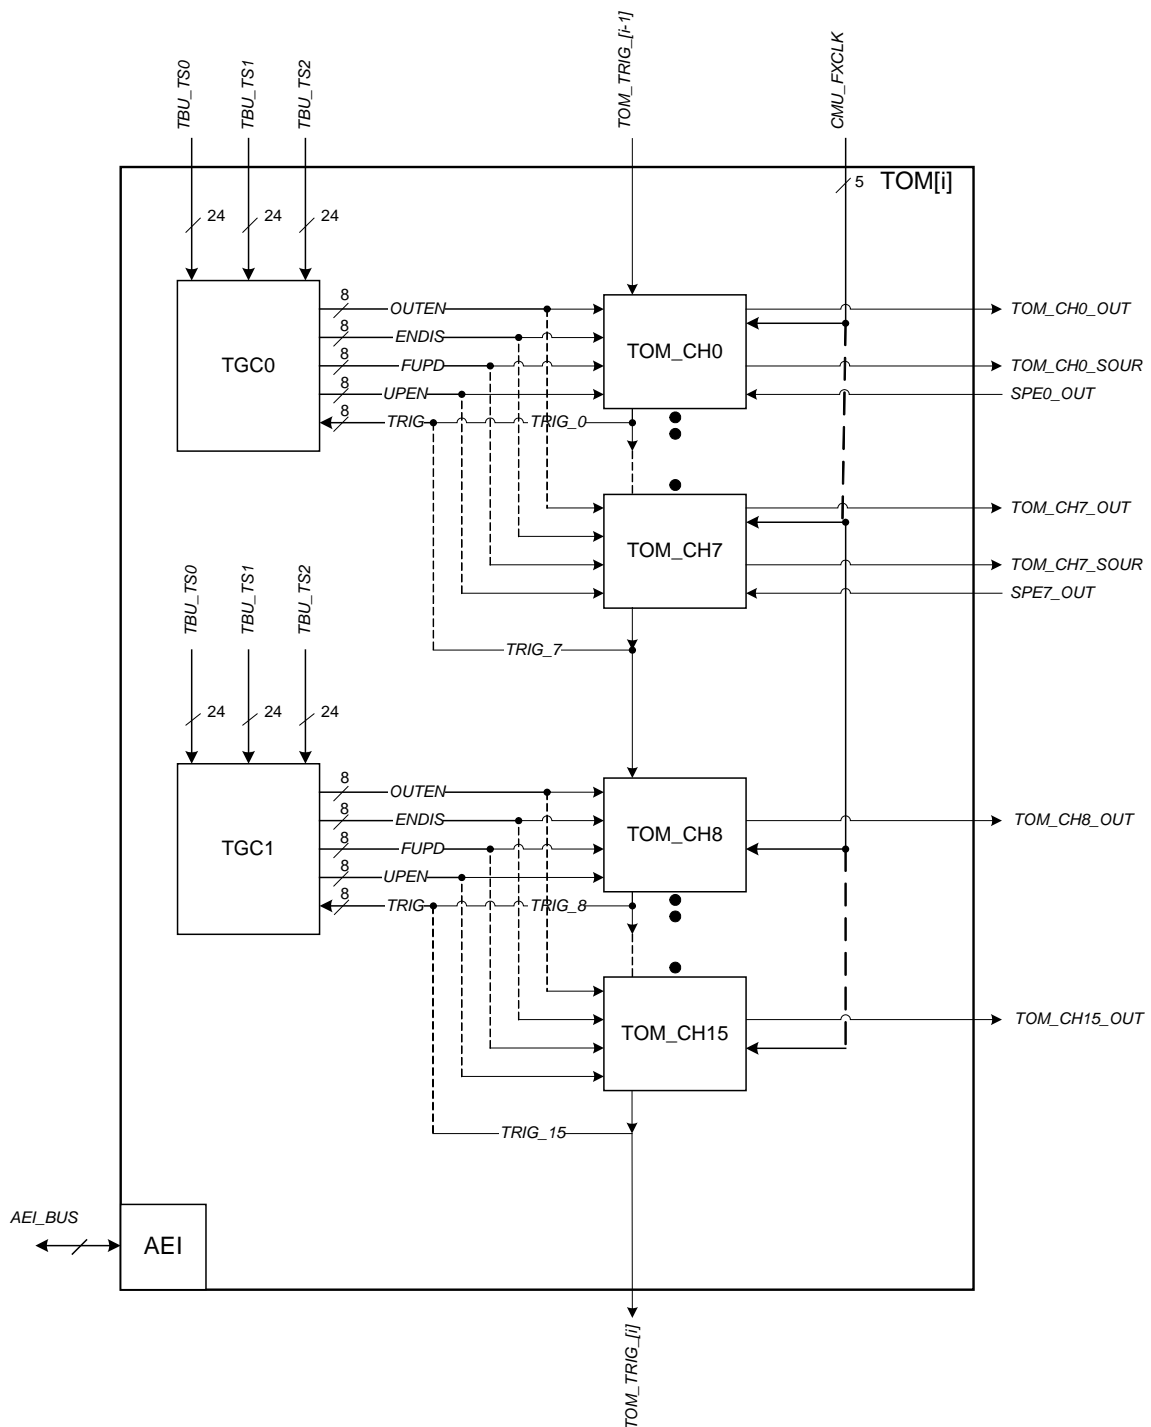 TOM_TRIG_[i-1]
CMU_FXCLK
TBU_TS0
TBU_TS1
TBU_TS2
5
TOM[i]
24
24
24
TGC0
8
OUTEN
8
ENDIS
8
FUPD
8
UPEN
8
TRIG
TRIG_0
TOM_CH0
TOM_CH0_OUT
TOM_CH0_SOUR
SPE0_OUT
TOM_CH7
TOM_CH7_OUT
TOM_CH7_SOUR
SPE7_OUT
TRIG_7
TBU_TS0
TBU_TS1
TBU_TS2
24
24
24
TGC1
8
OUTEN
8
ENDIS
8
FUPD
8
UPEN
8
TRIG
TRIG_8
TOM_CH8
TOM_CH8_OUT
TOM_CH15
TOM_CH15_OUT
TRIG_15
AEI_BUS
AEI
TOM_TRIG_[i]